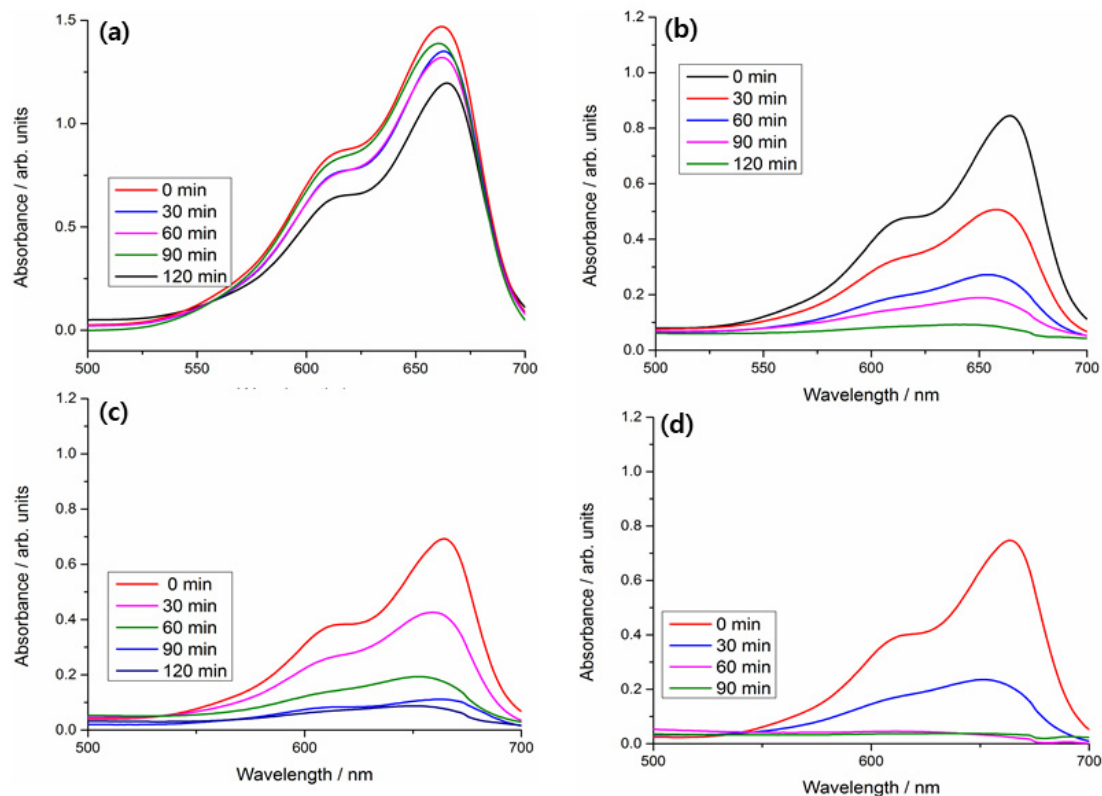 (a)
Absorbance / arb. units
1.5
1.0
0.5
0.0
0 min
30 min
60 min
90 min
120 min
500
550
600
650
700
(b)
Absorbance / arb. units
1.2
1.0
0.8
0.6
0.4
0.2
0.0
0 min
30 min
60 min
90 min
120 min
500
600
700
Wavelength / nm
(c)
Absorbance / arb. units
1.2
1.0
0.8
0.6
0.4
0.2
0.0
0 min
30 min
60 min
90 min
120 min
500
600
700
Wavelength / nm
(d)
Absorbance / arb. units
1.2
1.0
0.8
0.6
0.4
0.2
0.0
0 min
30 min
60 min
90 min
500
600
700
Wavelength / nm